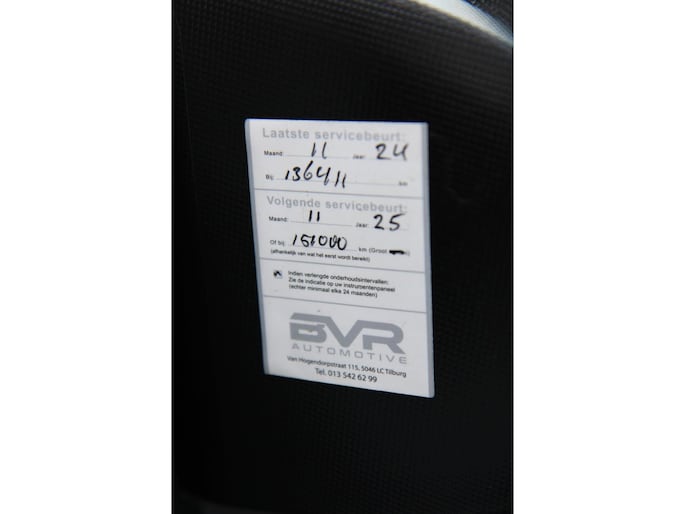 Laatste servicebeurt:
Maand: 11 Jaar: 24
Bij: 136411 km
Volgende servicebeurt:
Maand: 11 Jaar: 25
Of bij: 151000 km (Groot
(afhankelijk van wat het eerst wordt bereikt)
Indien verlengde onderhoudsintervallen:
Zie de indicatie op uw instrumentenpaneel
(echter minimaal elke 24 maanden)
BVR
AUTOMOTIVE
Van Hogendorpstraat 115, 5046 LC Tilburg
Tel. 013 542 62 99